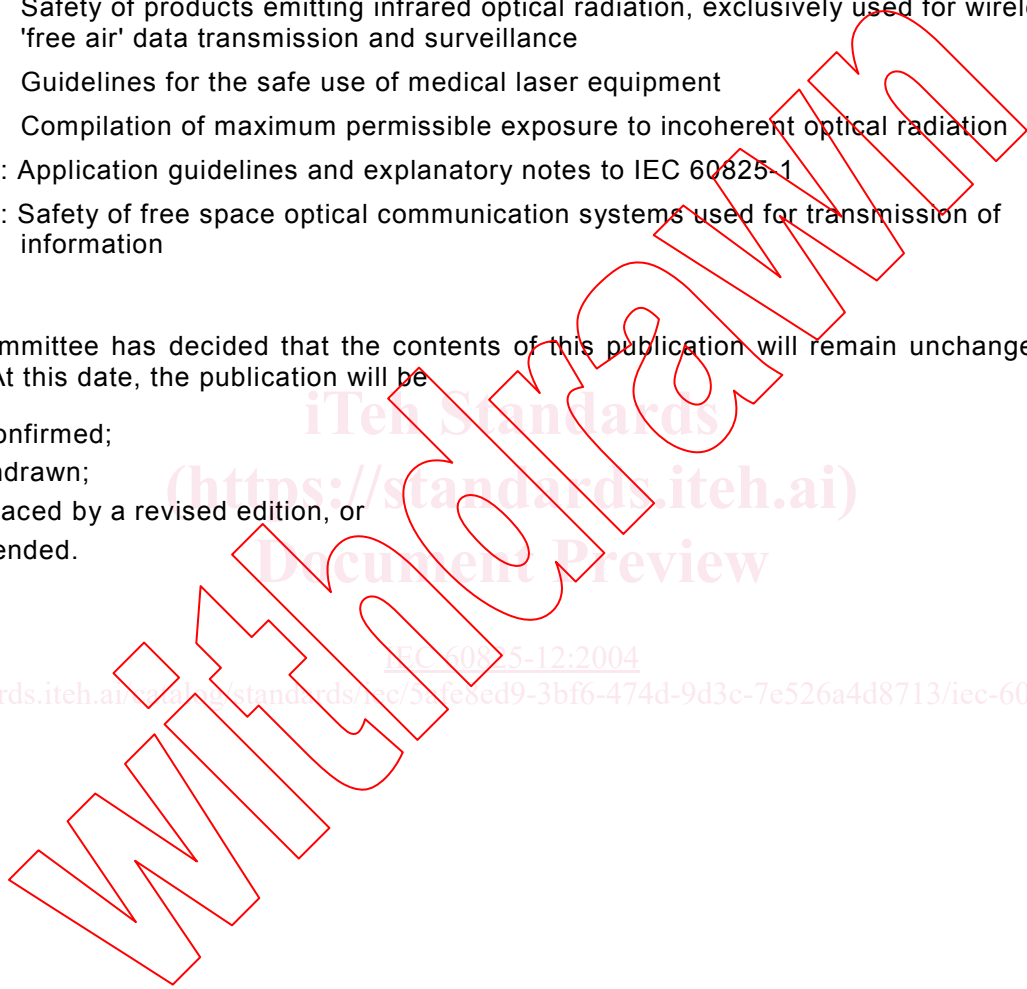 Safety of products emitting infrared optical radiation, exclusively used for
'free air' data transmission and surveillance
Guidelines for the safe use of medical laser equipment
Compilation of maximum permissible exposure to incoherent optical radiation
: Application guidelines and explanatory notes to IEC 60825-1
: Safety of free space optical communication systems used for transmission of
information
has decided that the contents of this publication will remain
At this date, the publication will be
iTeh Standards
onfirmed;
ndrawn;
(https://standards.iteh.ai)
aced by a revised edition, or
ended.
Document Preview
IEC 60825-12:2004
rds.iteh.ai/catalog/standards/iec/5afe8ed9-3bf6-474d-9d3c-7e526a4d8713/iec-60
withdrawn